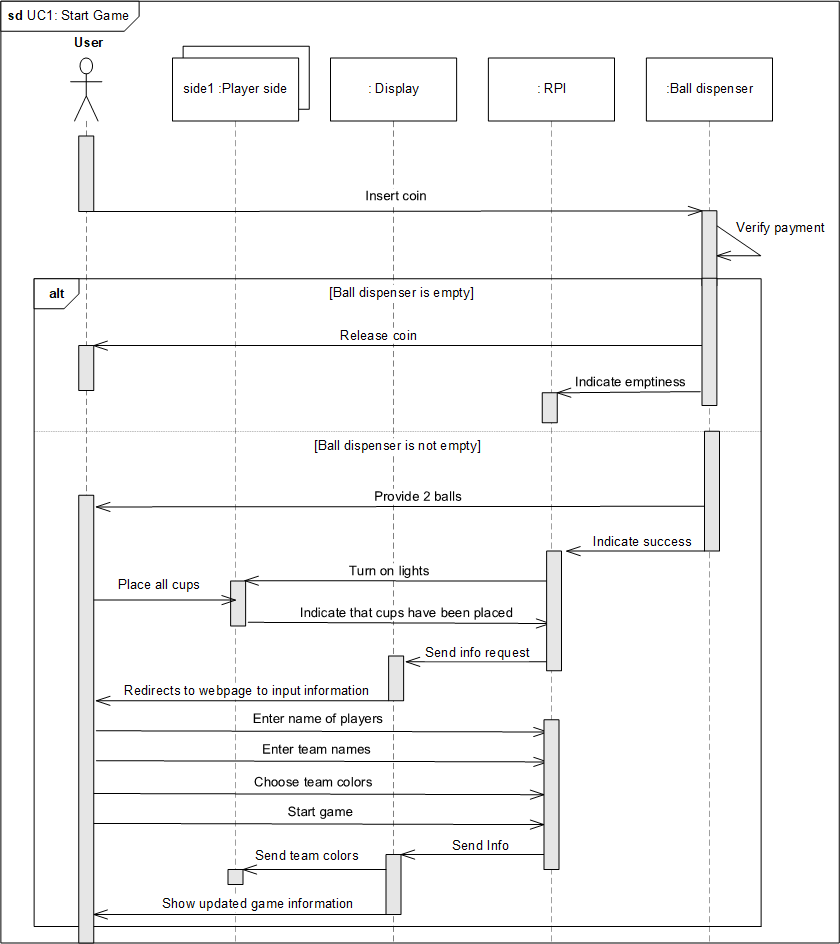 sd UC1: Start Game
User
side1 :Player side
: Display
: RPI
:Ball dispenser
Insert coin
Verify payment
alt
[Ball dispenser is empty]
Release coin
Indicate emptiness
[Ball dispenser is not empty]
Provide 2 balls
Indicate success
Turn on lights
Place all cups
Indicate that cups have been placed
Send info request
Redirects to webpage to input information
Enter name of players
Enter team names
Choose team colors
Start game
Send Info
Send team colors
Show updated game information